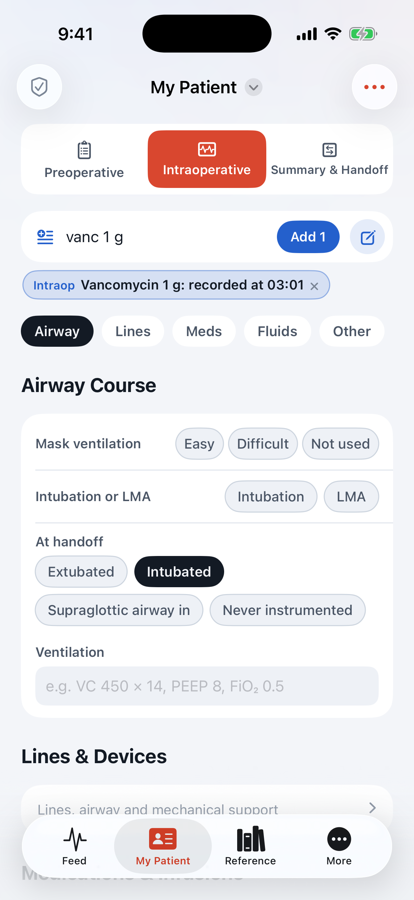 9:41
My Patient
Preoperative
Intraoperative
Summary & Handoff
vanc 1 g
Add 1
Intraop Vancomycin 1 g: recorded at 03:01 ×
Airway
Lines
Meds
Fluids
Other
Airway Course
Mask ventilation
Easy
Difficult
Not used
Intubation or LMA
Intubation
LMA
At handoff
Extubated
Intubated
Supraglottic airway in
Never instrumented
Ventilation
e.g. VC 450 × 14, PEEP 8, FiO₂ 0.5
Lines & Devices
Lines, airway and mechanical support
Feed
My Patient
Reference
More